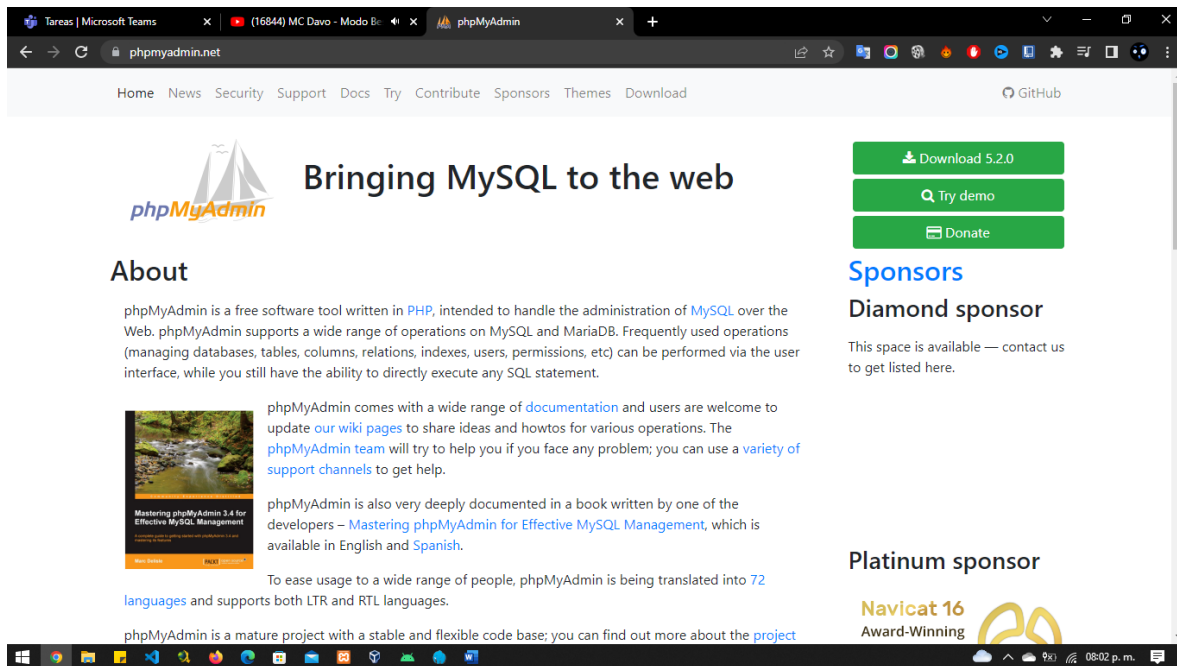 Tareas | Microsoft Teams
(16844) MC Davo - Modo Be
phpMyAdmin
phpmyadmin.net
Home News Security Support Docs Try Contribute Sponsors Themes Download GitHub
phpMyAdmin
Bringing MySQL to the web
Download 5.2.0
Try demo
Donate
About
phpMyAdmin is a free software tool written in PHP, intended to handle the administration of MySQL over the
Web. phpMyAdmin supports a wide range of operations on MySQL and MariaDB. Frequently used operations
(managing databases, tables, columns, relations, indexes, users, permissions, etc) can be performed via the user
interface, while you still have the ability to directly execute any SQL statement.
Mastering phpMyAdmin 3.4 for
Effective MySQL Management
phpMyAdmin comes with a wide range of documentation and users are welcome to
update our wiki pages to share ideas and howtos for various operations. The
phpMyAdmin team will try to help you if you face any problem; you can use a variety of
support channels to get help.
phpMyAdmin is also very deeply documented in a book written by one of the
developers – Mastering phpMyAdmin for Effective MySQL Management, which is
available in English and Spanish.
To ease usage to a wide range of people, phpMyAdmin is being translated into 72
languages and supports both LTR and RTL languages.
phpMyAdmin is a mature project with a stable and flexible code base; you can find out more about the project
Sponsors
Diamond sponsor
This space is available — contact us
to get listed here.
Platinum sponsor
Navicat 16
Award-Winning
08:02 p. m.